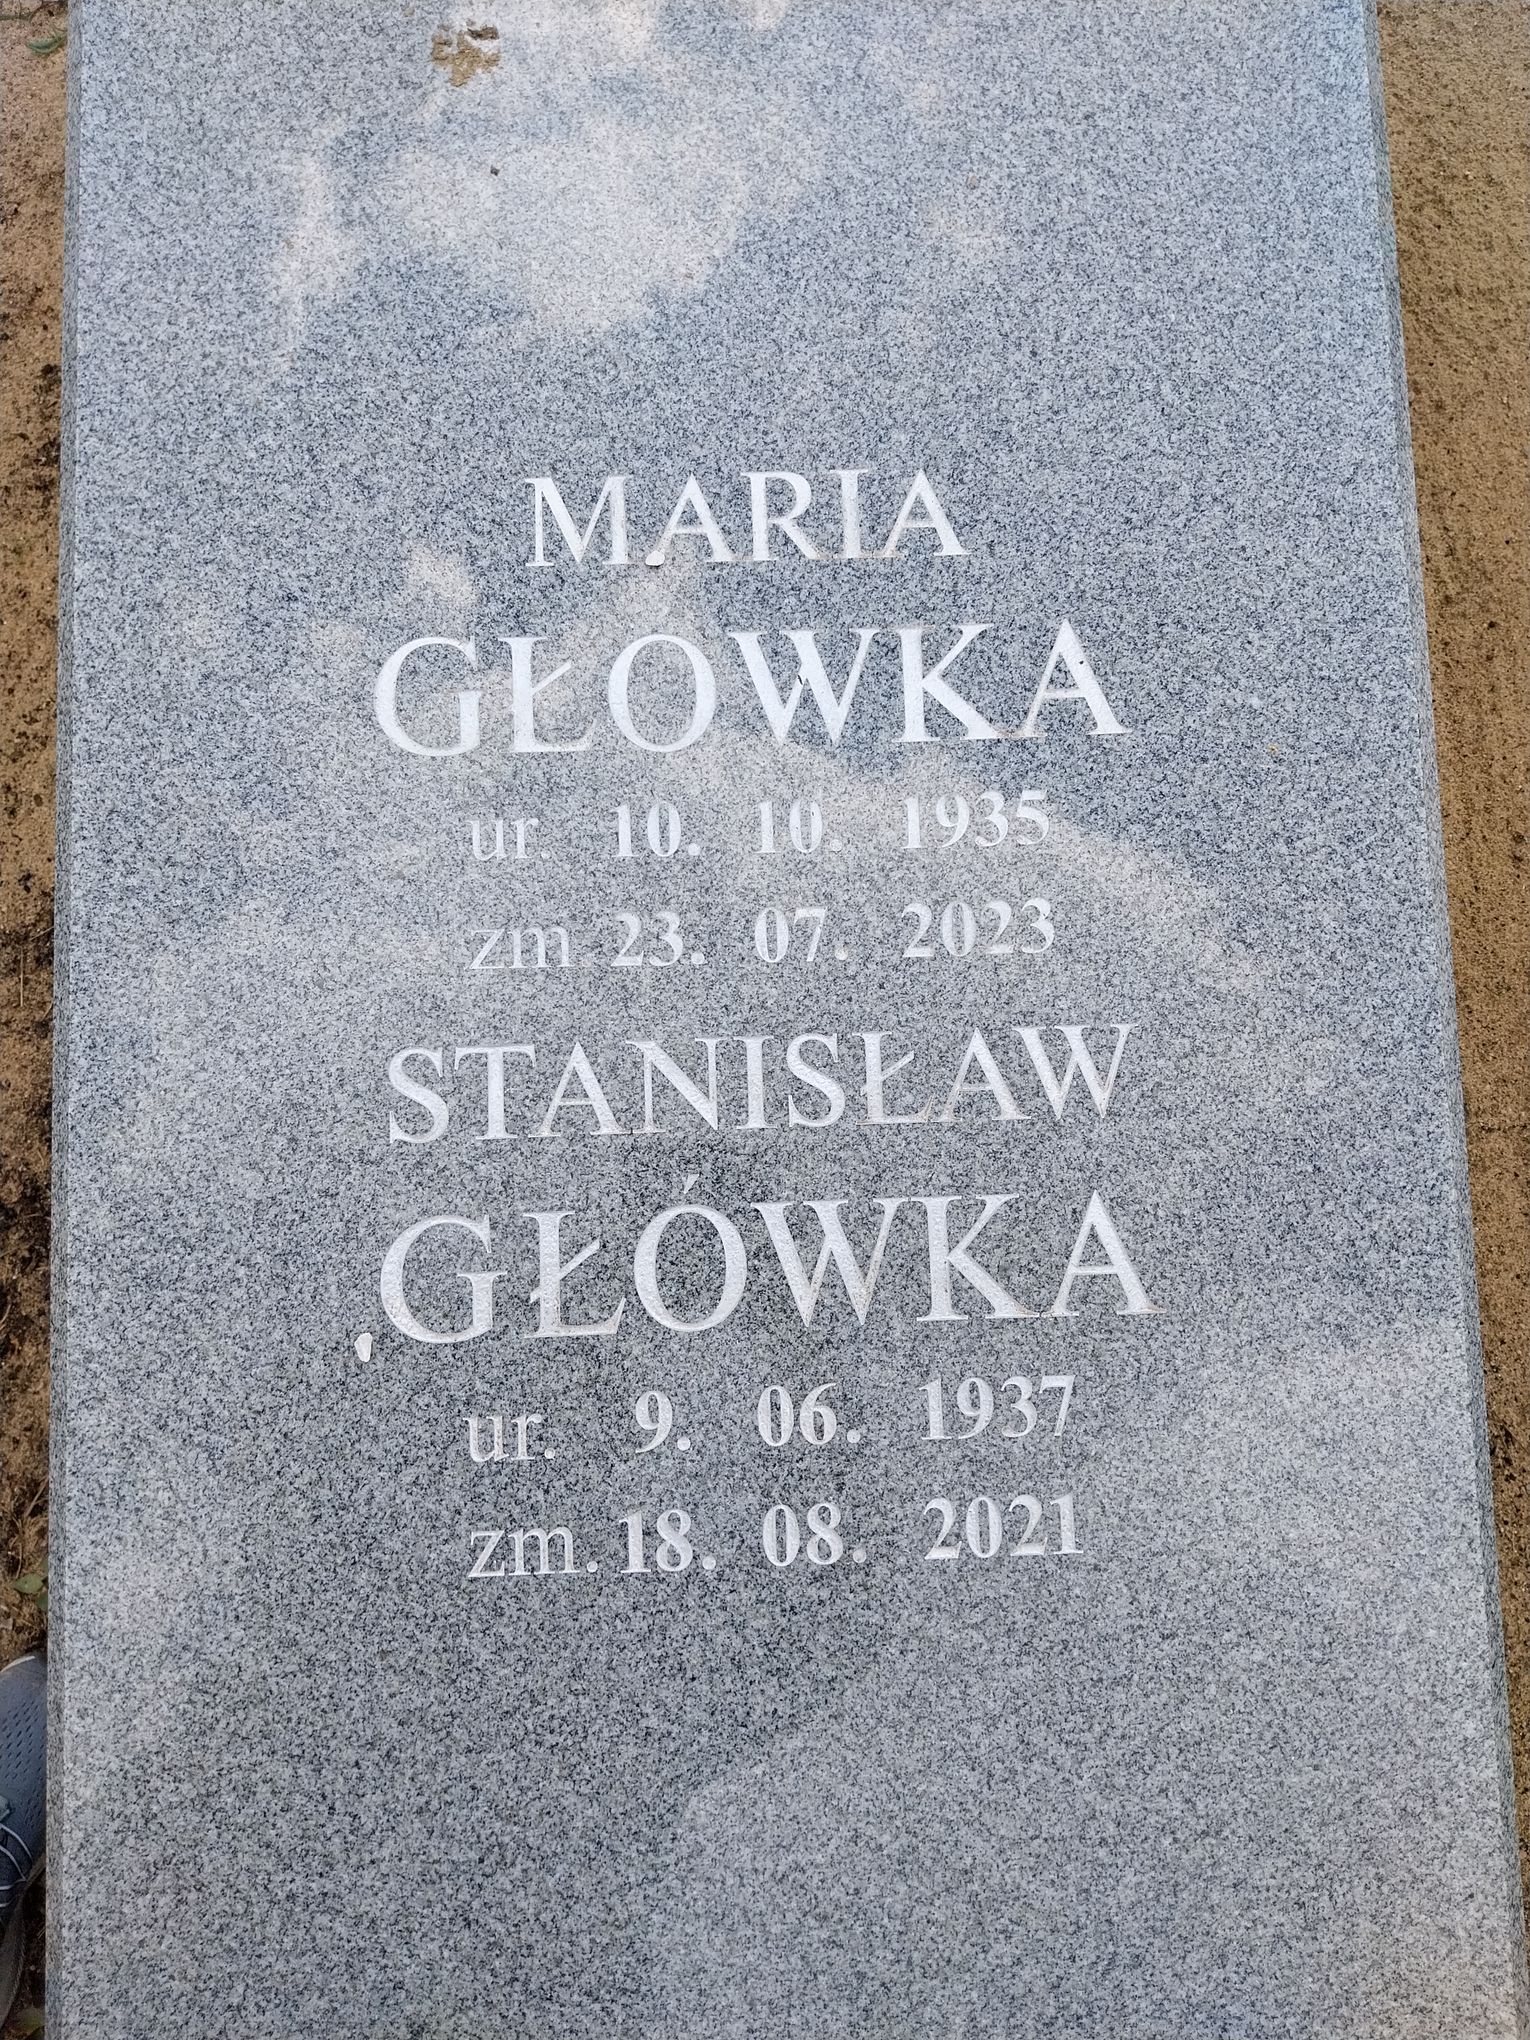 MARIA
GŁOWKA
ur. 10. 10. 1935
zm 23. 07. 2023
STANISŁAW
GŁÓWKA
ur. 9. 06. 1937
zm. 18. 08. 2021